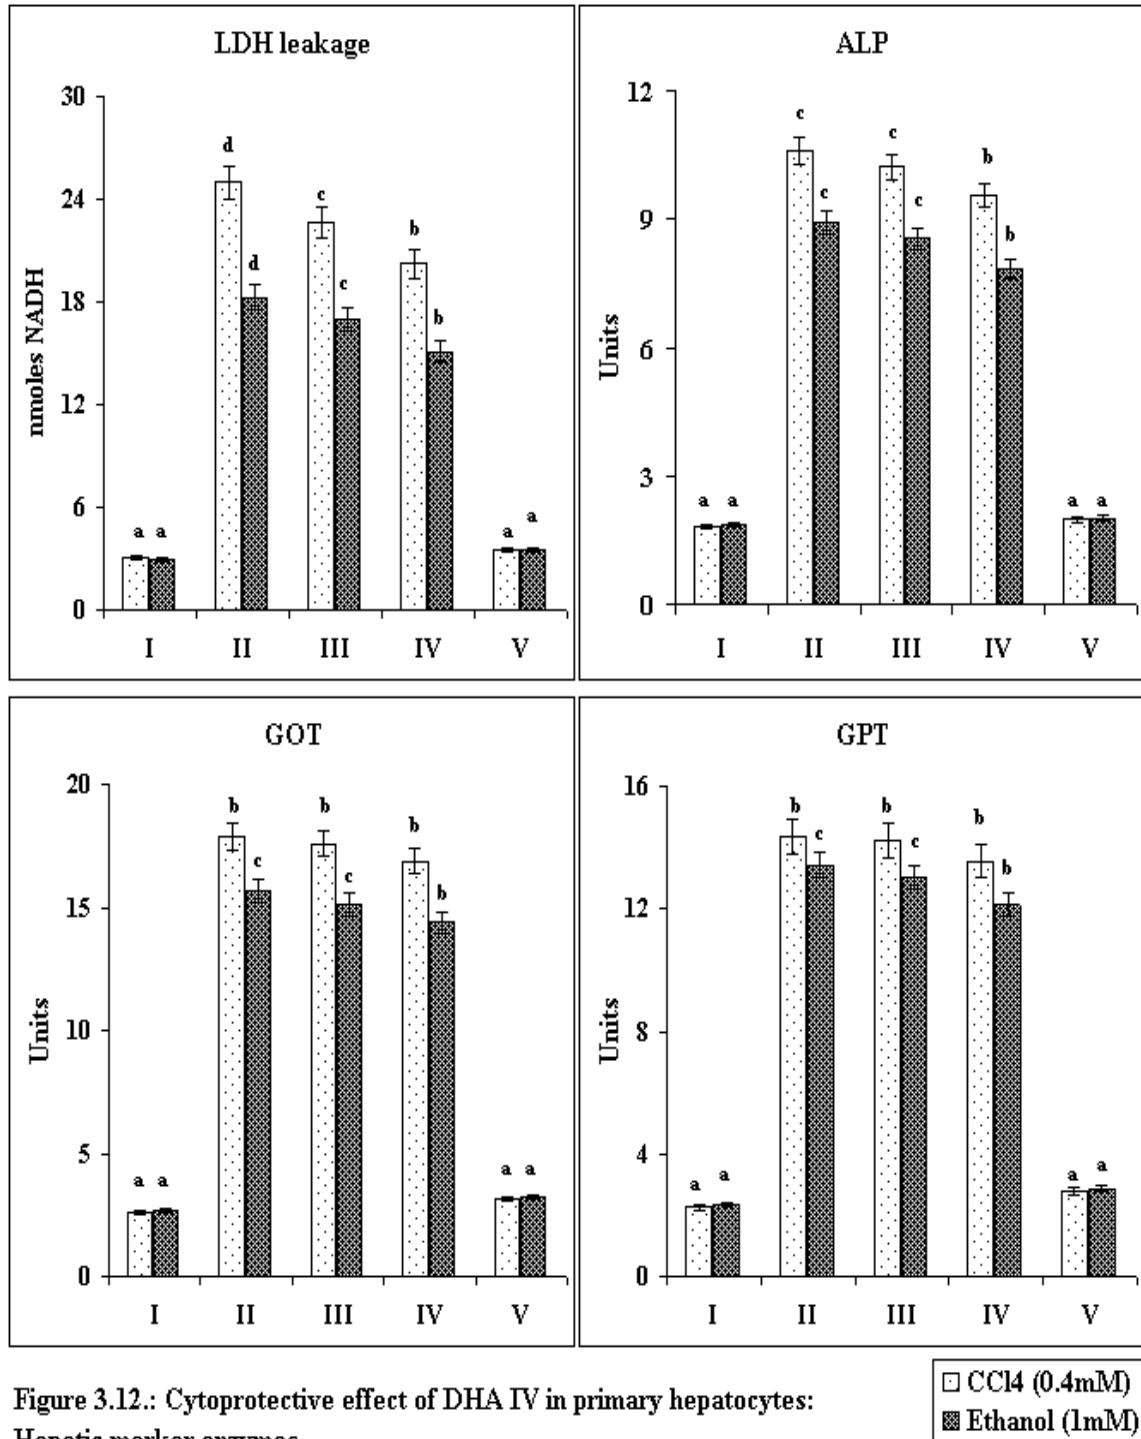 LDH leakage
30
24
18
12
6
0
nmoles NADH
a a
d
d
c
c
b
b
a
a
I II III IV V
ALP
12
9
6
3
0
Units
a a
c
c
c
c
b
b
a a
I II III IV V
GOT
20
15
10
5
0
Units
a a
b
c
b
c
b
b
a a
I II III IV V
GPT
16
12
8
4
0
Units
a
a
b
c
b
c
b
b
a
a
I II III IV V
CCl4 (0.4mM)
Ethanol (1mM)
Figure 3.12.: Cytoprotective effect of DHA IV in primary hepatocytes: